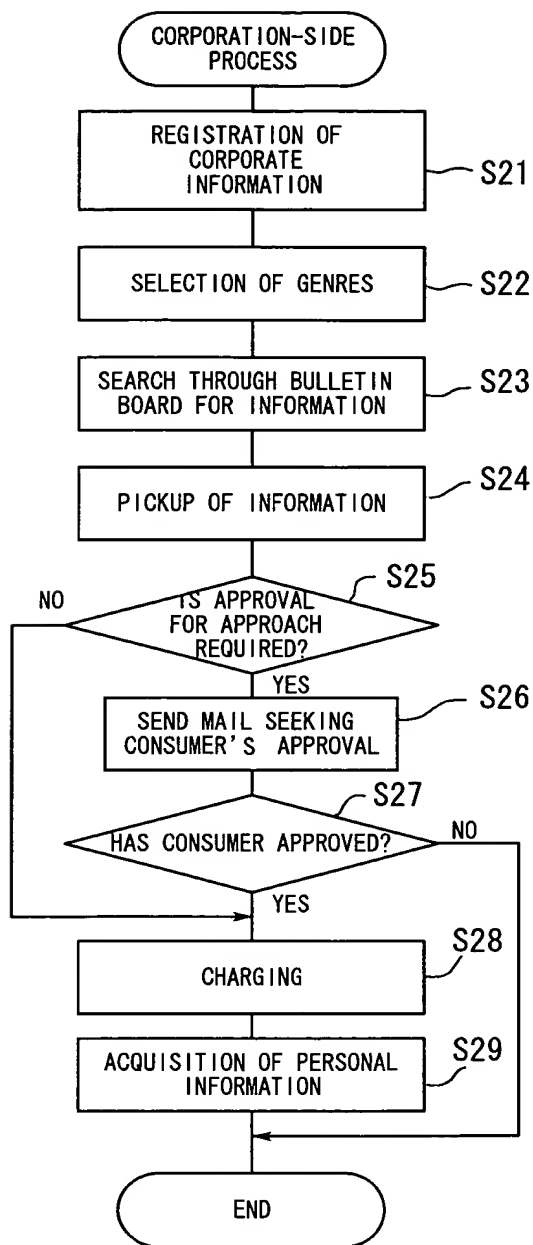 CORPORATION-SIDE
PROCESS
REGISTRATION OF
CORPORATE
INFORMATION
S21
SELECTION OF GENRES
S22
SEARCH THROUGH BULLETIN
BOARD FOR INFORMATION
S23
PICKUP OF INFORMATION
S24
S25
NO
IS APPROVAL
FOR APPROACH
REQUIRED?
YES
S26
SEND MAIL SEEKING
CONSUMER'S APPROVAL
S27
HAS CONSUMER APPROVED?
NO
YES
S28
CHARGING
S29
ACQUISITION OF PERSONAL
INFORMATION
END